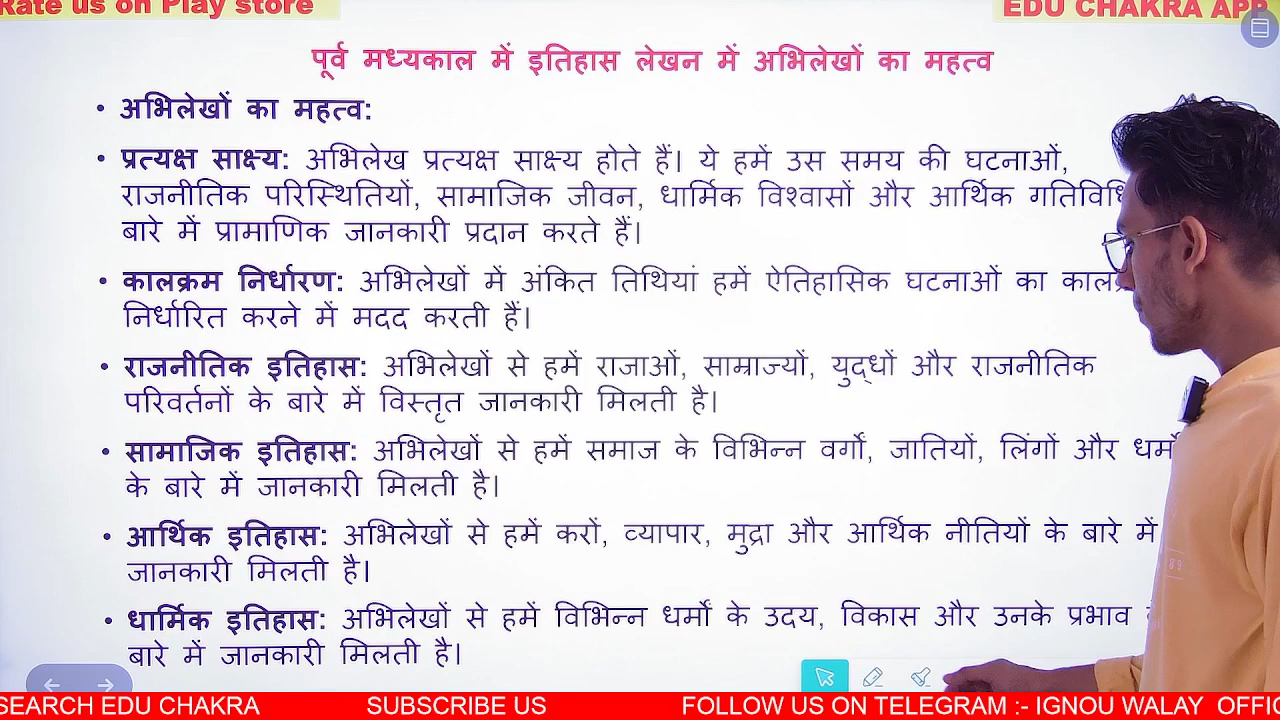 Rate us on Play store
EDU CHAKRA APP
पूर्व मध्यकाल में इतिहास लेखन में अभिलेखों का महत्व
• अभिलेखों का महत्व:
• प्रत्यक्ष साक्ष्य: अभिलेख प्रत्यक्ष साक्ष्य होते हैं। ये हमें उस समय की घटनाओं,
राजनीतिक परिस्थितियों, सामाजिक जीवन, धार्मिक विश्वासों और आर्थिक
बारे में प्रामाणिक जानकारी प्रदान करते हैं।
• कालक्रम निर्धारण: अभिलेखों में अंकित तिथियां हमें ऐतिहासिक घटनाओं का
निर्धारित करने में मदद करती हैं।
• राजनीतिक इतिहास: अभिलेखों से हमें राजाओं, साम्राज्यों, युद्धों और राजनीतिक
परिवर्तनों के बारे में विस्तृत जानकारी मिलती है।
• सामाजिक इतिहास: अभिलेखों से हमें समाज के विभिन्न वर्गों, जातियों, लिंगों और
के बारे में जानकारी मिलती है।
• आर्थिक इतिहास: अभिलेखों से हमें करों, व्यापार, मुद्रा और आर्थिक नीतियों के बारे में
जानकारी मिलती है।
• धार्मिक इतिहास: अभिलेखों से हमें विभिन्न धर्मों के उदय, विकास और उनके प्रभाव
बारे में जानकारी मिलती है।
SEARCH EDU CHAKRA SUBSCRIBE US FOLLOW US ON TELEGRAM :- IGNOU WALAY